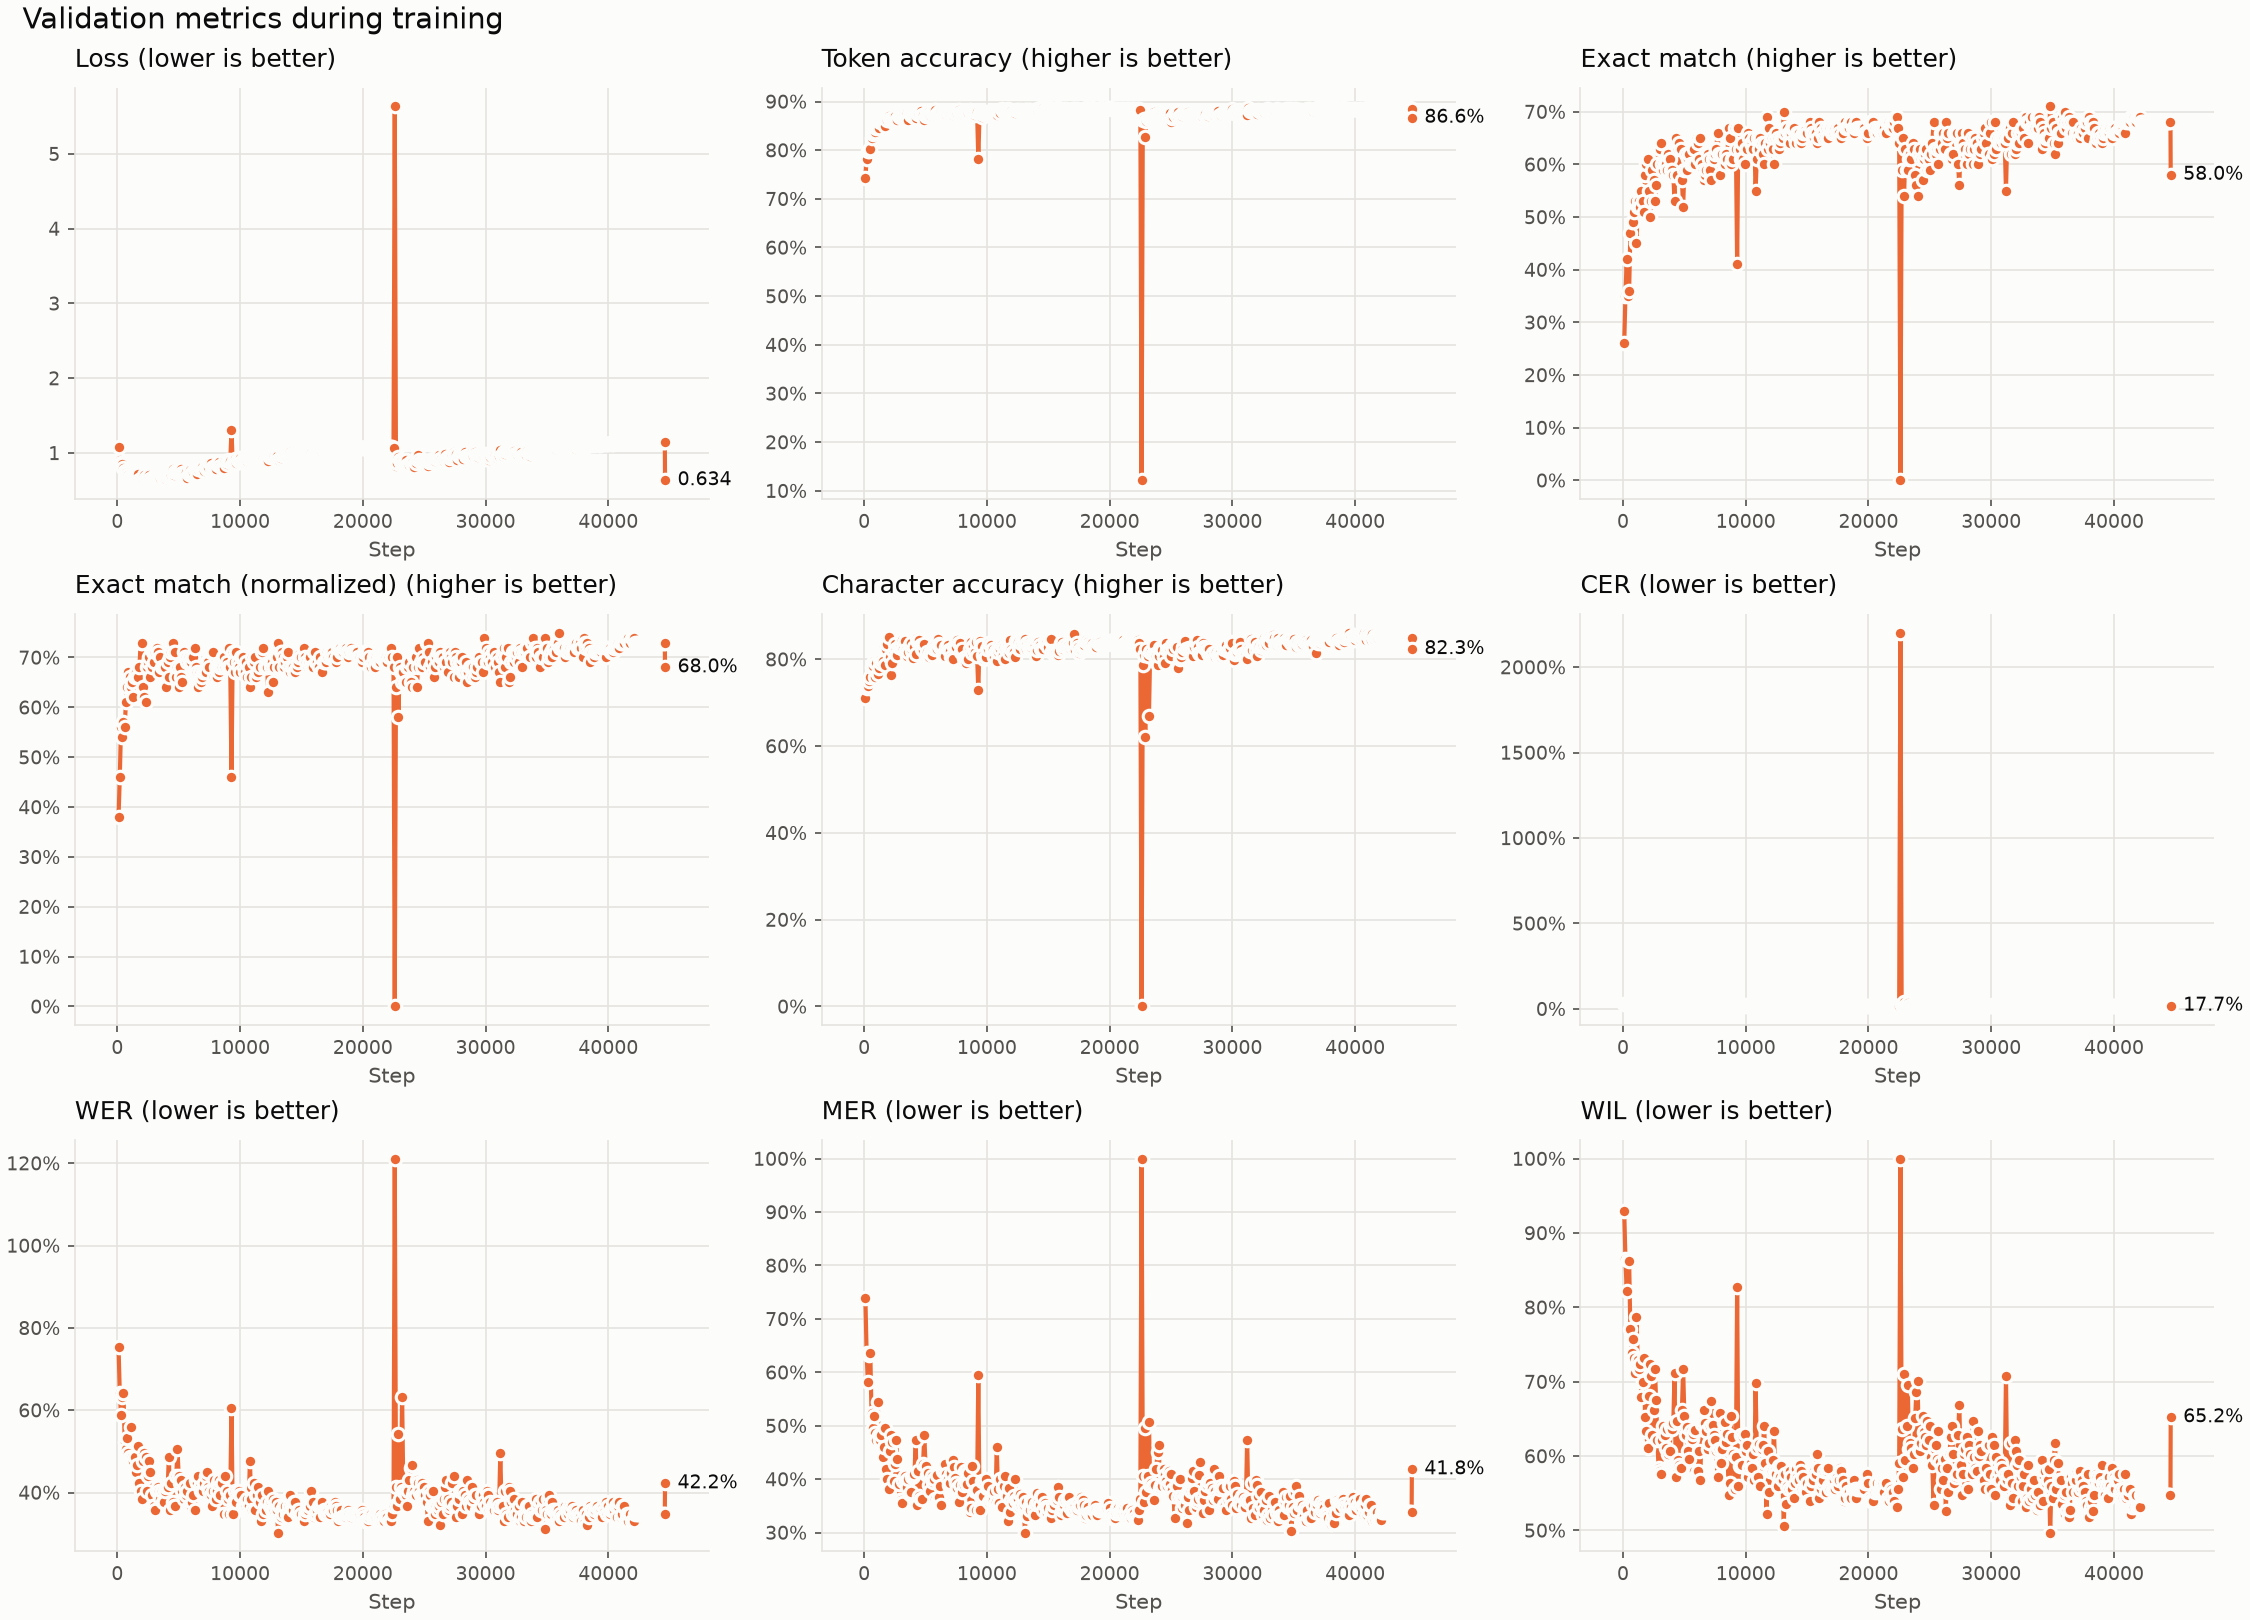 Validation metrics during training
Loss (lower is better)
5
4
3
2
1
0.634
0 10000 20000 30000 40000
Step
Token accuracy (higher is better)
90%
80%
70%
60%
50%
40%
30%
20%
10%
86.6%
0 10000 20000 30000 40000
Step
Exact match (higher is better)
70%
60%
50%
40%
30%
20%
10%
0%
58.0%
0 10000 20000 30000 40000
Step
Exact match (normalized) (higher is better)
70%
60%
50%
40%
30%
20%
10%
0%
68.0%
0 10000 20000 30000 40000
Step
Character accuracy (higher is better)
80%
60%
40%
20%
0%
82.3%
0 10000 20000 30000 40000
Step
CER (lower is better)
2000%
1500%
1000%
500%
0%
17.7%
0 10000 20000 30000 40000
Step
WER (lower is better)
120%
100%
80%
60%
40%
42.2%
0 10000 20000 30000 40000
Step
MER (lower is better)
100%
90%
80%
70%
60%
50%
40%
30%
41.8%
0 10000 20000 30000 40000
Step
WIL (lower is better)
100%
90%
80%
70%
60%
50%
65.2%
0 10000 20000 30000 40000
Step